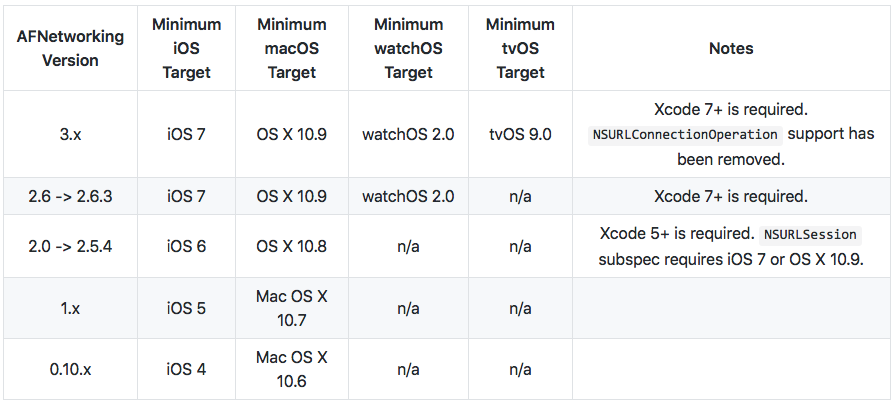 AFNetworking Version | Minimum iOS Target | Minimum macOS Target | Minimum watchOS Target | Minimum tvOS Target | Notes
3.x | iOS 7 | OS X 10.9 | watchOS 2.0 | tvOS 9.0 | Xcode 7+ is required. NSURLConnectionOperation support has been removed.
2.6 -> 2.6.3 | iOS 7 | OS X 10.9 | watchOS 2.0 | n/a | Xcode 7+ is required.
2.0 -> 2.5.4 | iOS 6 | OS X 10.8 | n/a | n/a | Xcode 5+ is required. NSURLSession subspec requires iOS 7 or OS X 10.9.
1.x | iOS 5 | Mac OS X 10.7 | n/a | n/a |
0.10.x | iOS 4 | Mac OS X 10.6 | n/a | n/a |